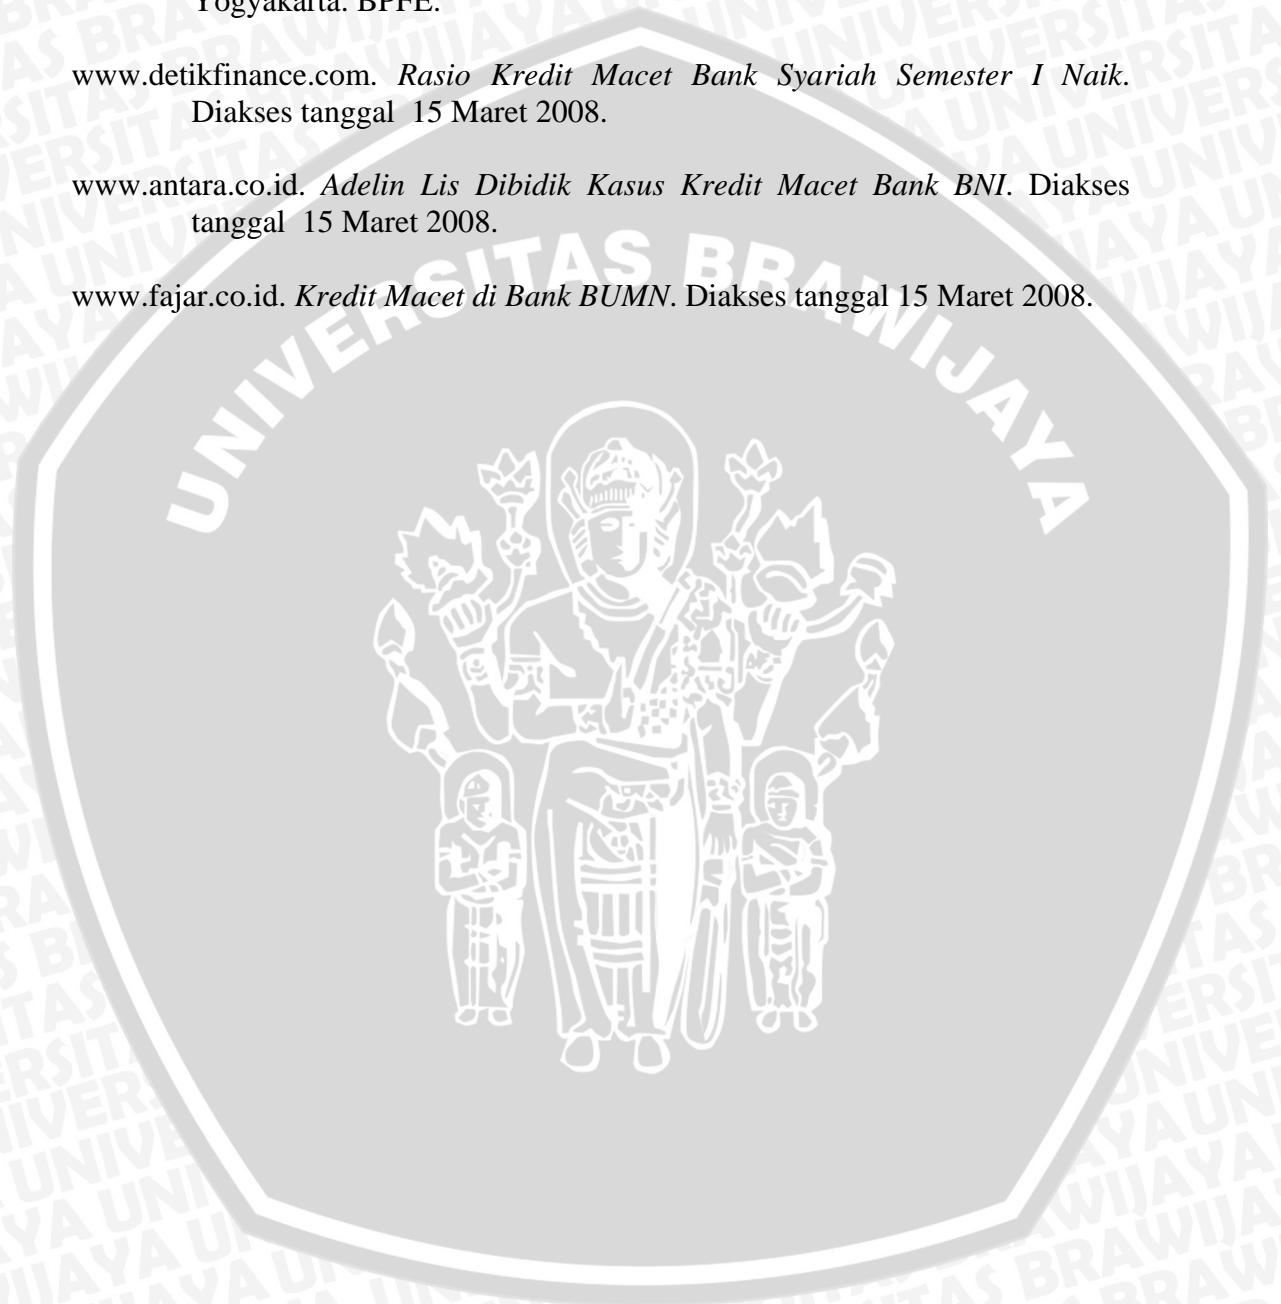 Yogyakarta. BPFE.
www.detikfinance.com. Rasio Kredit Macet Bank Syariah Semester I Naik.
Diakses tanggal 15 Maret 2008.
www.antara.co.id. Adelin Lis Dibidik Kasus Kredit Macet Bank BNI. Diakses
tanggal 15 Maret 2008.
www.fajar.co.id. Kredit Macet di Bank BUMN. Diakses tanggal 15 Maret 2008.
UNIVERSITAS BRAWIJAYA